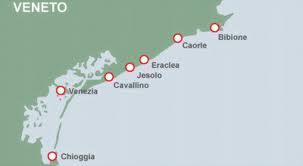 VENETO
Bibione
Caorle
Eraclea
Jesolo
Cavallino
Venezia
Chioggia